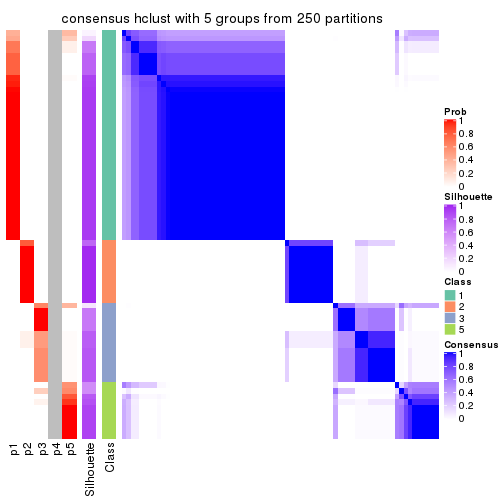 consensus hclust with 5 groups from 250 partitions
Prob
1
0.8
0.6
0.4
0.2
0
Silhouette
1
0.8
0.6
0.4
0.2
0
Class
1
2
3
5
Consensus
1
0.8
0.6
0.4
0.2
0
p1
p2
p3
p4
p5
Silhouette
Class